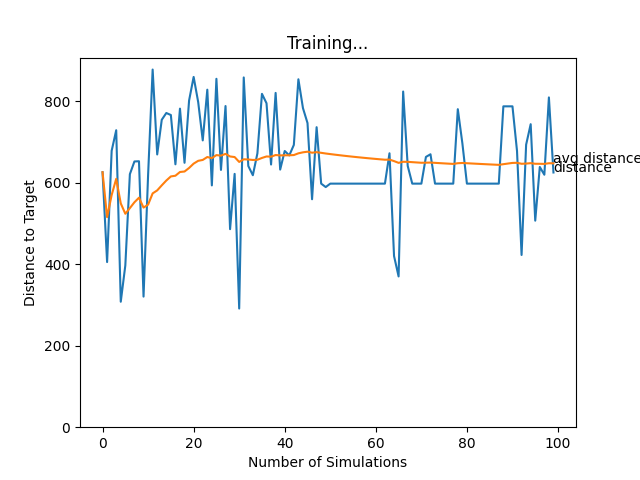 Training...
Distance to Target
800
600
400
200
0
0 20 40 60 80 100
Number of Simulations
avg distance
distance